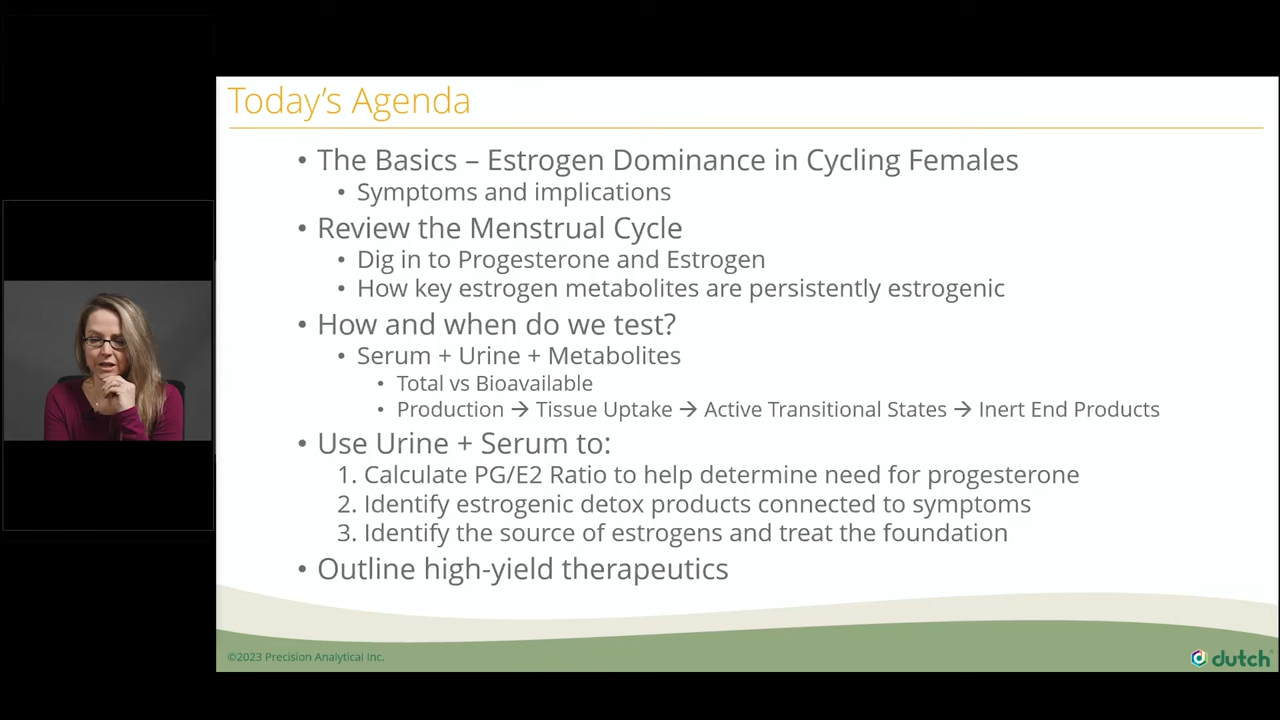 Today's Agenda
• The Basics – Estrogen Dominance in Cycling Females
• Symptoms and implications
• Review the Menstrual Cycle
• Dig in to Progesterone and Estrogen
• How key estrogen metabolites are persistently estrogenic
• How and when do we test?
• Serum + Urine + Metabolites
• Total vs Bioavailable
• Production → Tissue Uptake → Active Transitional States → Inert End Products
• Use Urine + Serum to:
1. Calculate PG/E2 Ratio to help determine need for progesterone
2. Identify estrogenic detox products connected to symptoms
3. Identify the source of estrogens and treat the foundation
• Outline high-yield therapeutics
©2023 Precision Analytical Inc.
dutch